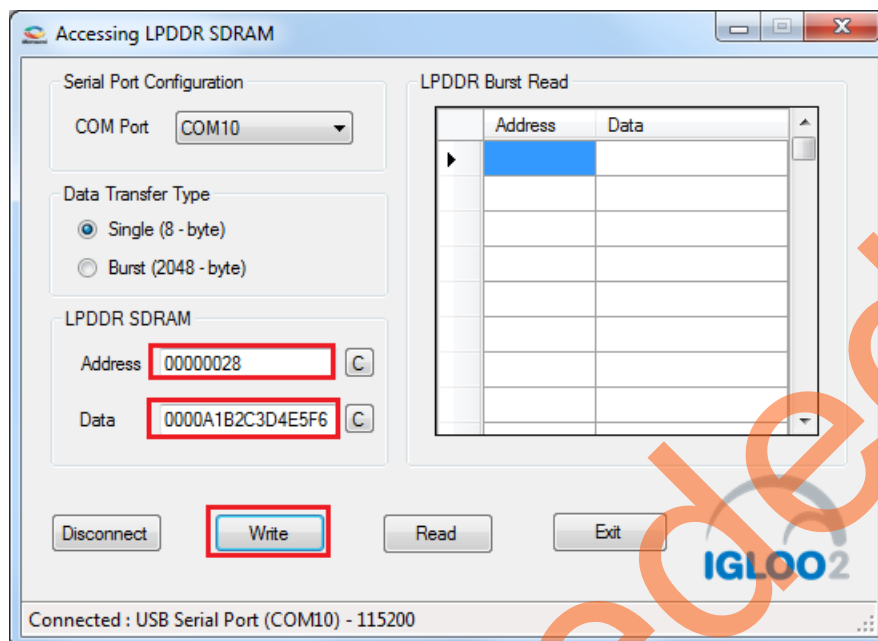 Accessing LPDDR SDRAM
Serial Port Configuration
COM Port
COM10
Data Transfer Type
Single (8 - byte)
Burst (2048 - byte)
LPDDR SDRAM
Address
00000028
C
Data
0000A1B2C3D4E5F6
C
LPDDR Burst Read
Address Data
Disconnect
Write
Read
Exit
IGLOO2
Connected : USB Serial Port (COM10) - 115200